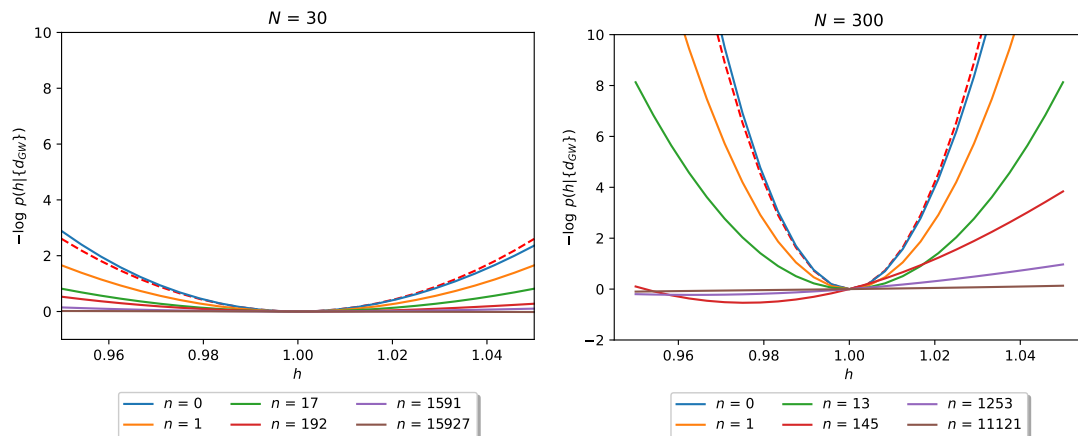 N = 30
10
8
6
4
2
0
−log p(h|{d_GW})
0.96 0.98 1.00 1.02 1.04
h
n = 0 n = 17 n = 1591
n = 1 n = 192 n = 15927
N = 300
10
8
6
4
2
0
−2
−log p(h|{d_GW})
0.96 0.98 1.00 1.02 1.04
h
n = 0 n = 13 n = 1253
n = 1 n = 145 n = 11121